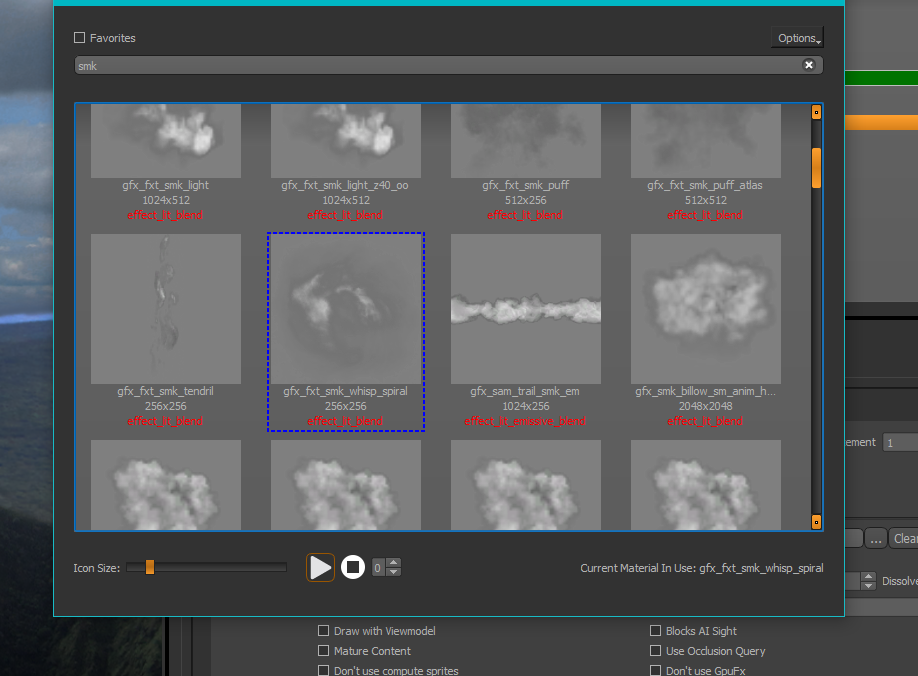 Favorites
Options
smk
gfx_fxt_smk_light
1024x512
effect_lit_blend
gfx_fxt_smk_light_z40_oo
1024x512
effect_lit_blend
gfx_fxt_smk_puff
512x256
effect_lit_blend
gfx_fxt_smk_puff_atlas
512x512
effect_lit_blend
gfx_fxt_smk_tendril
256x256
effect_lit_blend
gfx_fxt_smk_whisp_spiral
256x256
effect_lit_blend
gfx_sam_trail_smk_em
1024x256
effect_lit_emissive_blend
gfx_smk_billow_sm_anim_h...
2048x2048
effect_lit_blend
ement 1
... Clear
Icon Size:
0
Current Material In Use: gfx_fxt_smk_whisp_spiral
Dissolve
Draw with Viewmodel
Blocks AI Sight
Mature Content
Use Occlusion Query
Don't use compute sprites
Don't use GpuFx